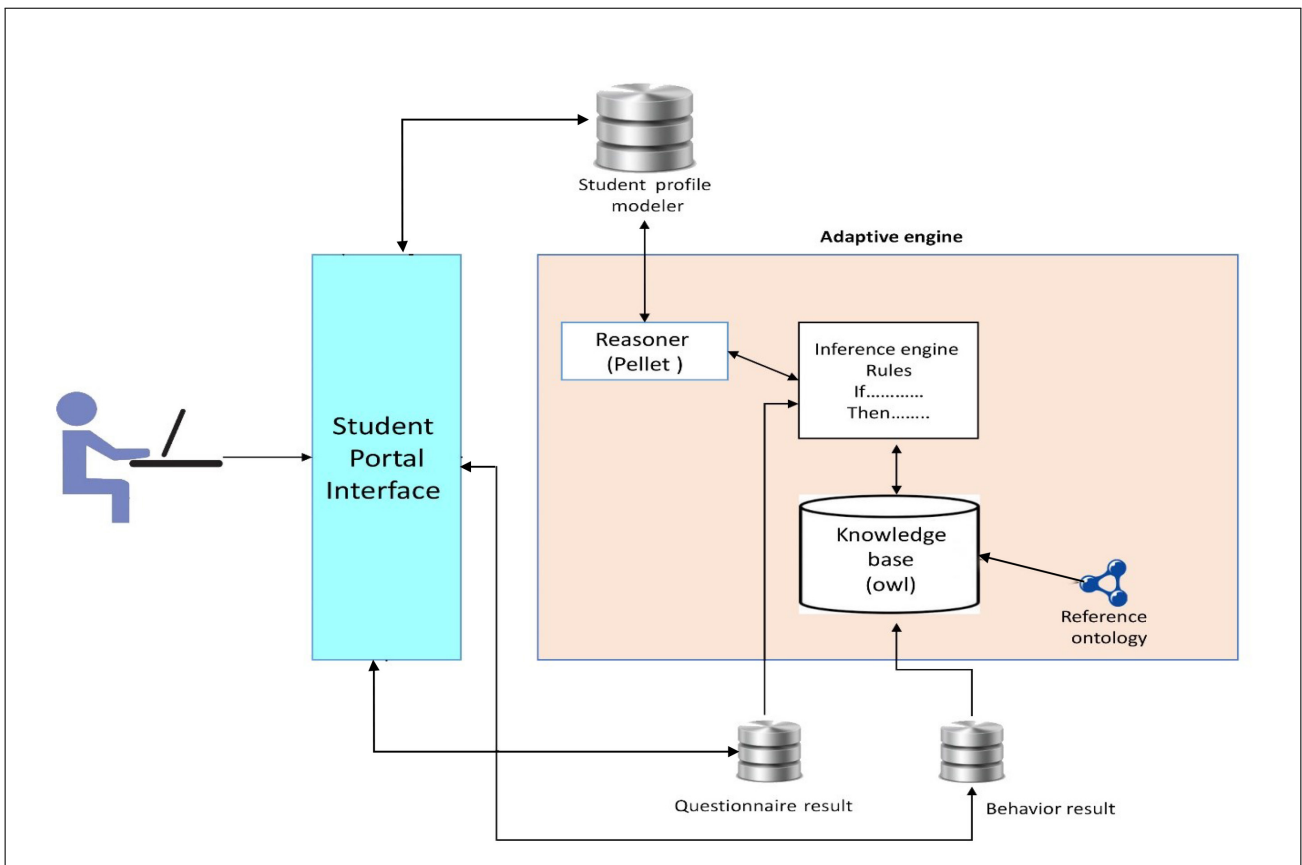 Student profile
modeler
Adaptive engine
Reasoner
(Pellet )
Inference engine
Rules
If…………
Then……..
Student
Portal
Interface
Knowledge
base
(owl)
Reference
ontology
Questionnaire result
Behavior result